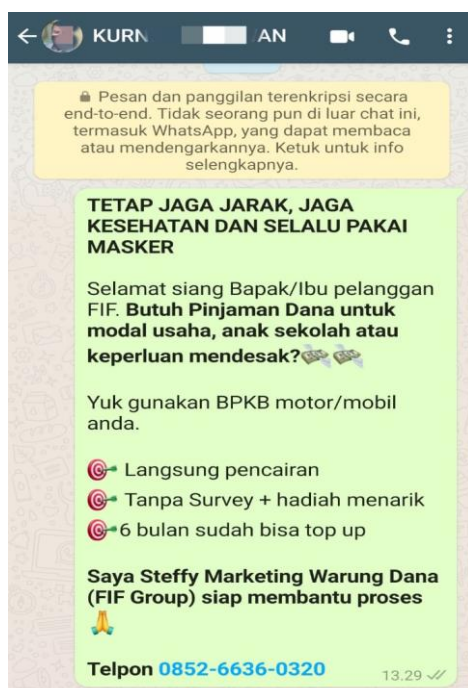 KURN AN
Pesan dan panggilan terenkripsi secara
end-to-end. Tidak seorang pun di luar chat ini,
termasuk WhatsApp, yang dapat membaca
atau mendengarkannya. Ketuk untuk info
selengkapnya.
TETAP JAGA JARAK, JAGA
KESEHATAN DAN SELALU PAKAI
MASKER
Selamat siang Bapak/Ibu pelanggan
FIF. Butuh Pinjaman Dana untuk
modal usaha, anak sekolah atau
keperluan mendesak?💸💸
Yuk gunakan BPKB motor/mobil
anda.
🎯 Langsung pencairan
🎯 Tanpa Survey + hadiah menarik
🎯6 bulan sudah bisa top up
Saya Steffy Marketing Warung Dana
(FIF Group) siap membantu proses
🙏
Telpon 0852-6636-0320
13.29